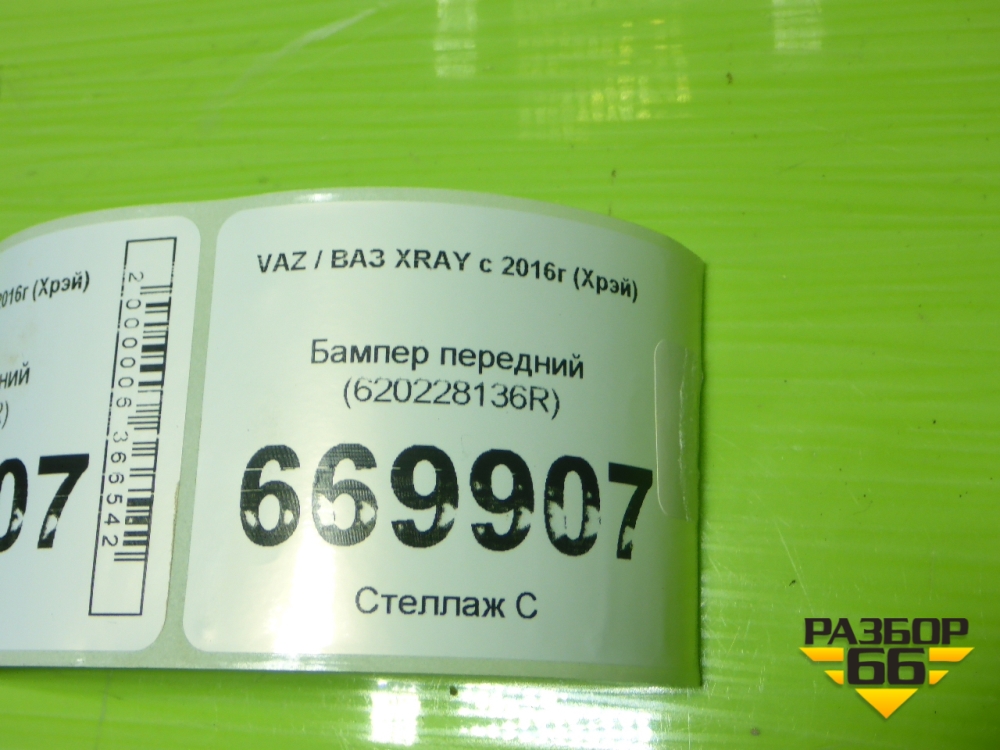 VAZ / ВАЗ XRAY с 2016г (Хрэй)
Бампер передний
(620228136R)
669907
Стеллаж С
2016г (Хрэй)
ний
07
2000006366542
РАЗБОР
66